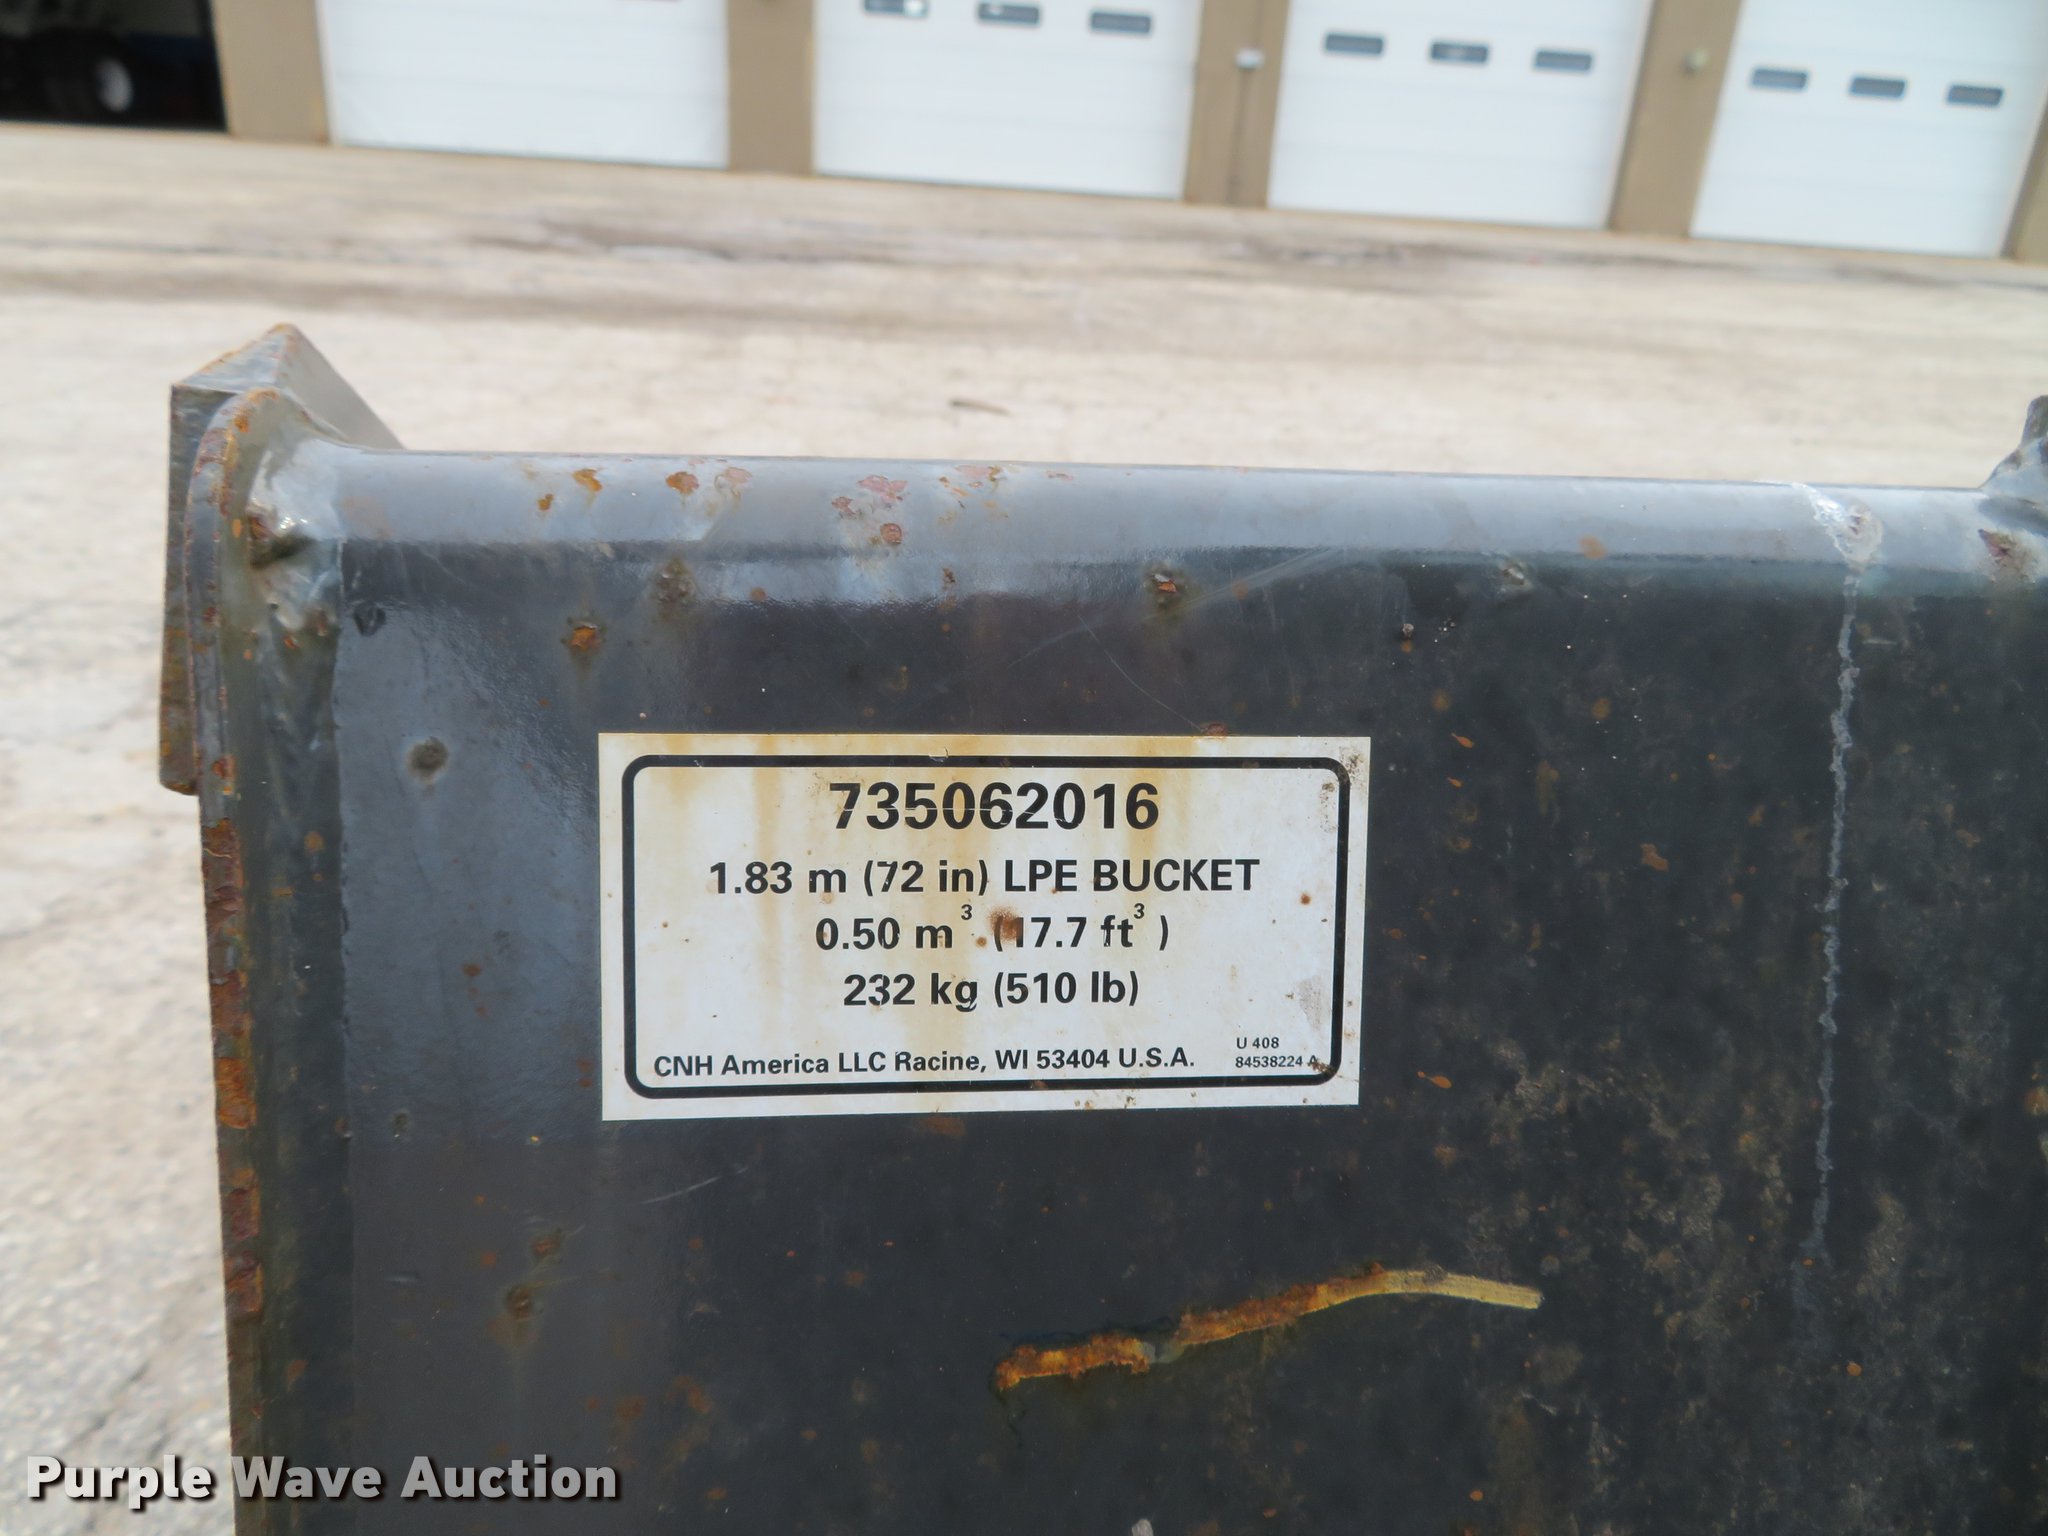 735062016
1.83 m (72 in) LPE BUCKET
0.50 m³ (17.7 ft³)
232 kg (510 lb)
U 408
CNH America LLC Racine, WI 53404 U.S.A. 84538224 A
Purple Wave Auction